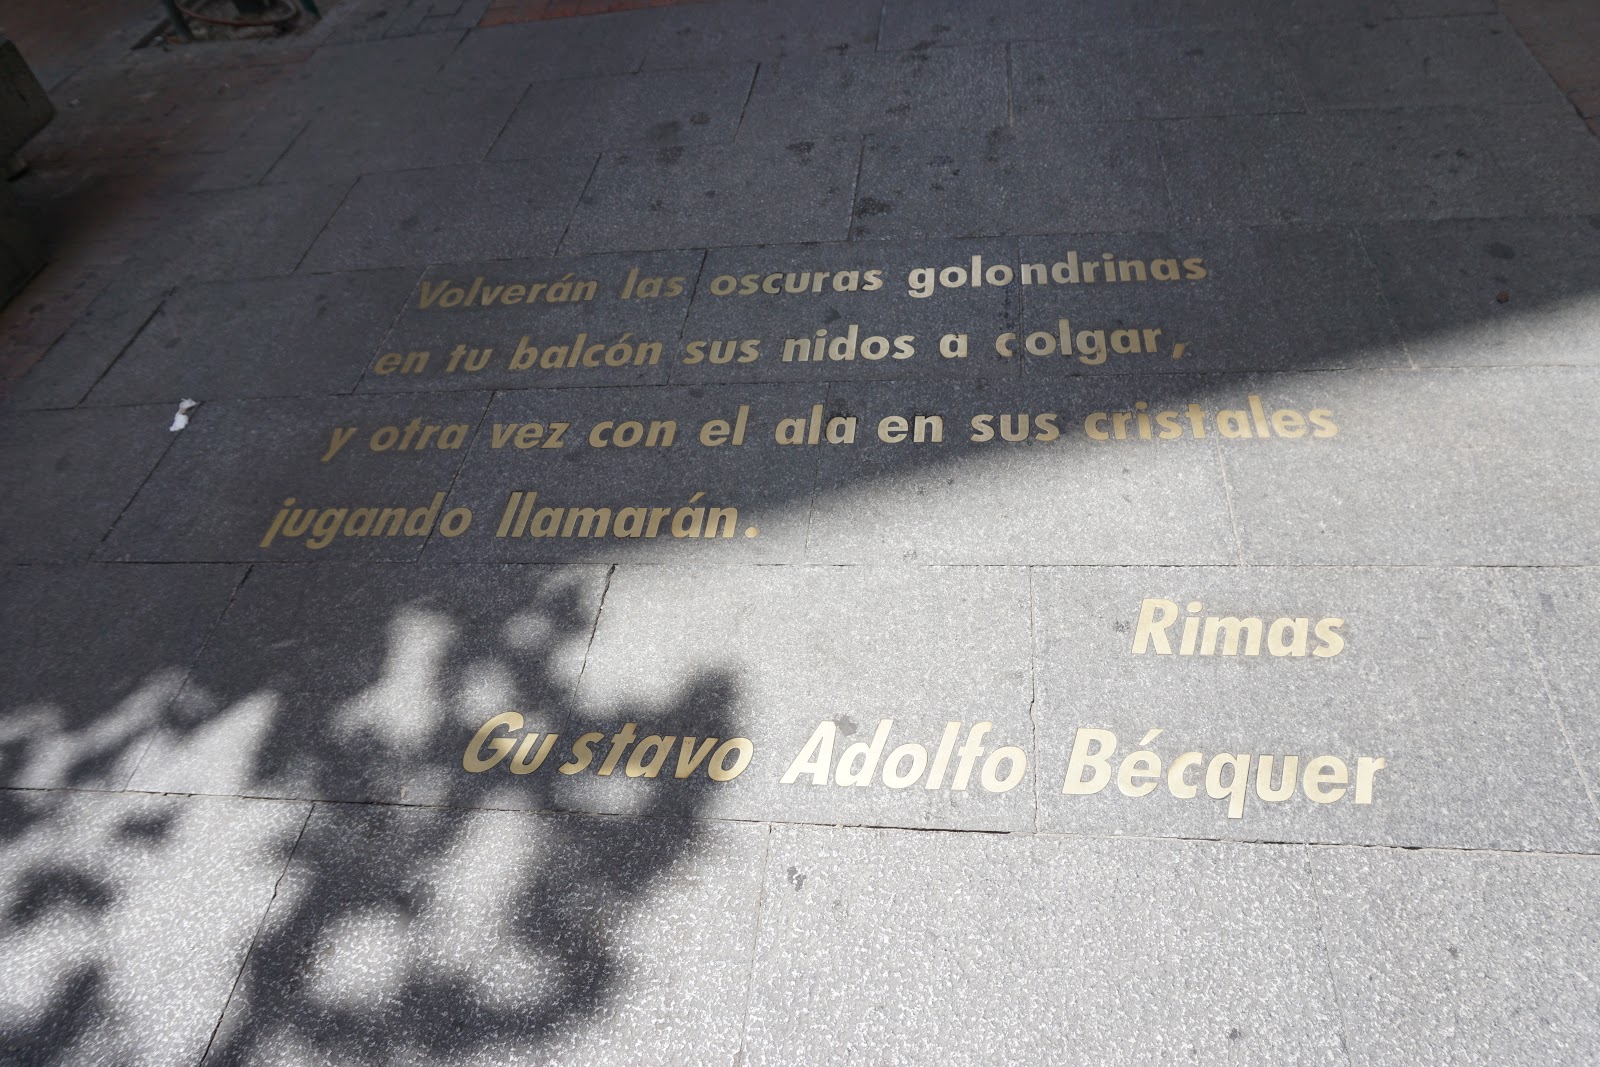 Volverán las oscuras golondrinas
en tu balcón sus nidos a colgar,
y otra vez con el ala en sus cristales
jugando llamarán.
Rimas
Gustavo Adolfo Bécquer